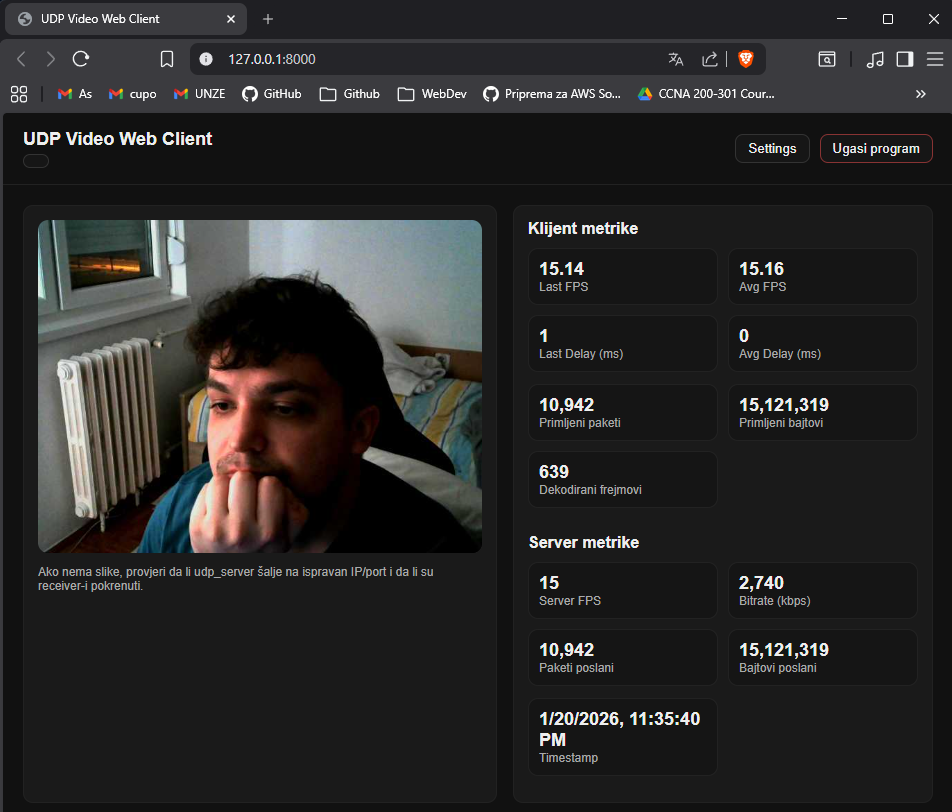 UDP Video Web Client
127.0.0.1:8000
As
cupo
UNZE
GitHub
Github
WebDev
Priprema za AWS So...
CCNA 200-301 Cour...
UDP Video Web Client
Settings
Ugasi program
Ako nema slike, provjeri da li udp_server šalje na ispravan IP/port i da li su
receiver-i pokrenuti.
Klijent metrike
15.14
Last FPS
15.16
Avg FPS
1
Last Delay (ms)
0
Avg Delay (ms)
10,942
Primljeni paketi
15,121,319
Primljeni bajtovi
639
Dekodirani frejmovi
Server metrike
15
Server FPS
2,740
Bitrate (kbps)
10,942
Paketi poslani
15,121,319
Bajtovi poslani
1/20/2026, 11:35:40
PM
Timestamp